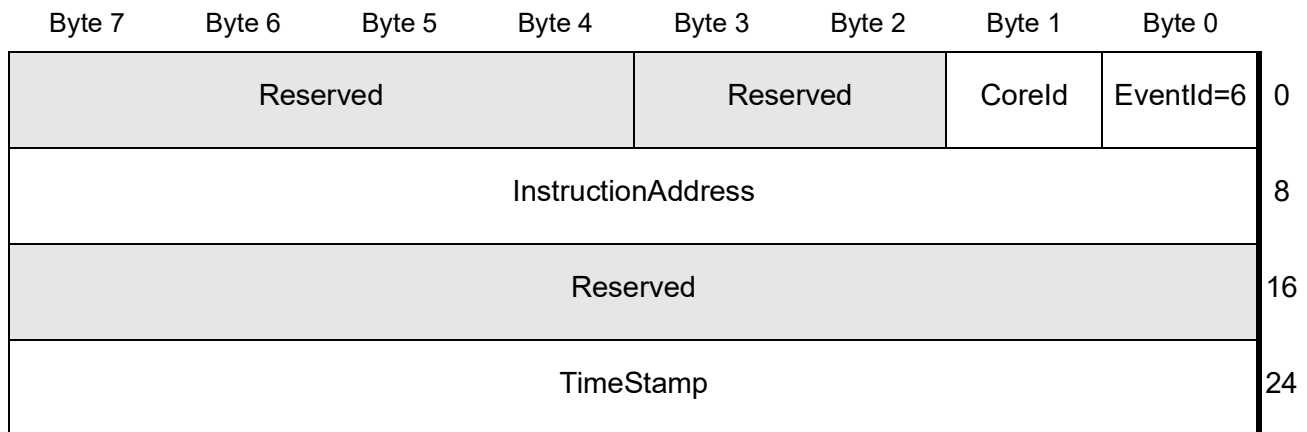 Byte 7 Byte 6 Byte 5 Byte 4 Byte 3 Byte 2 Byte 1 Byte 0
Reserved Reserved CoreId EventId=6 0
InstructionAddress 8
Reserved 16
TimeStamp 24